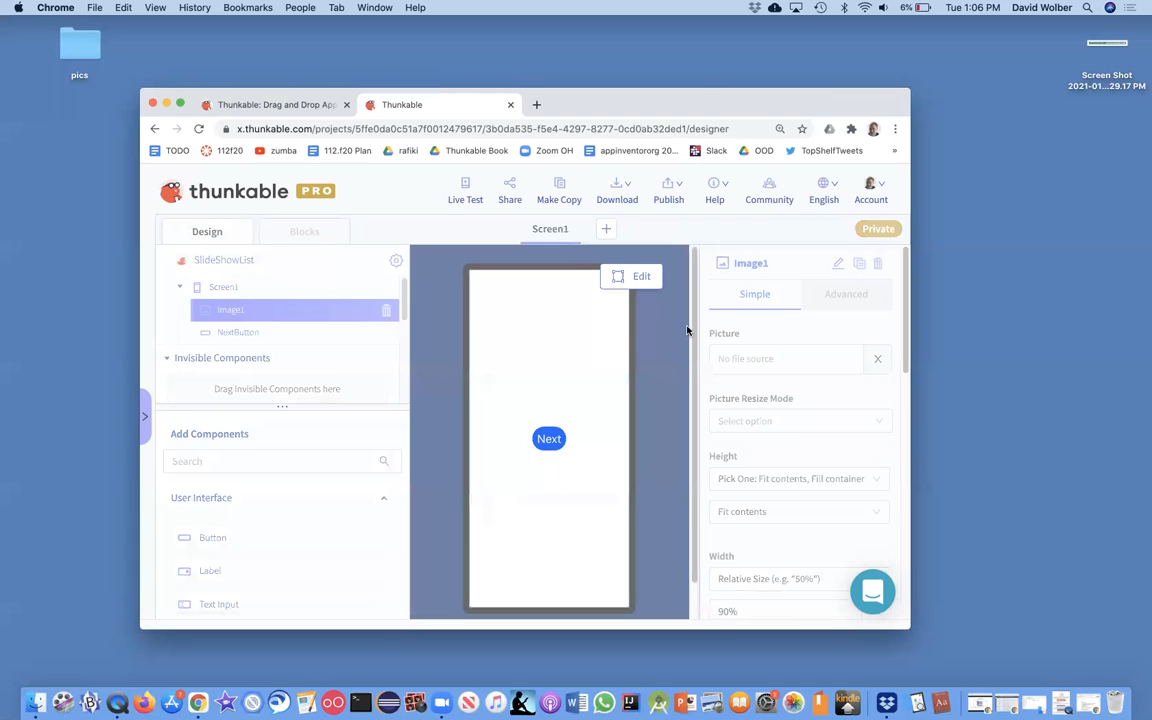 Chrome File Edit View History Bookmarks People Tab Window Help 6% Tue 1:06 PM David Wolber
pics
Screen Shot
2021-01...29.17 PM
Thunkable: Drag and Drop App
Thunkable
x.thunkable.com/projects/5ffe0da0c51a7f0012479617/3b0da535-f5e4-4297-8277-0cd0ab32ded1/designer
TODO 112f20 zumba 112.f20 Plan rafiki Thunkable Book Zoom OH appinventororg 20... Slack OOD TopShelfTweets »
thunkable PRO
Live Test Share Make Copy Download Publish Help Community English Account
Design Blocks Screen1 + Private
SlideShowList
Screen1
Image1
NextButton
Invisible Components
Drag Invisible Components here
Add Components
Search
User Interface
Button
Label
Text Input
Edit
Next
Image1
Simple Advanced
Picture
No file source
Picture Resize Mode
Select option
Height
Pick One: Fit contents, Fill container
Fit contents
Width
Relative Size (e.g. "50%")
90%
kindle